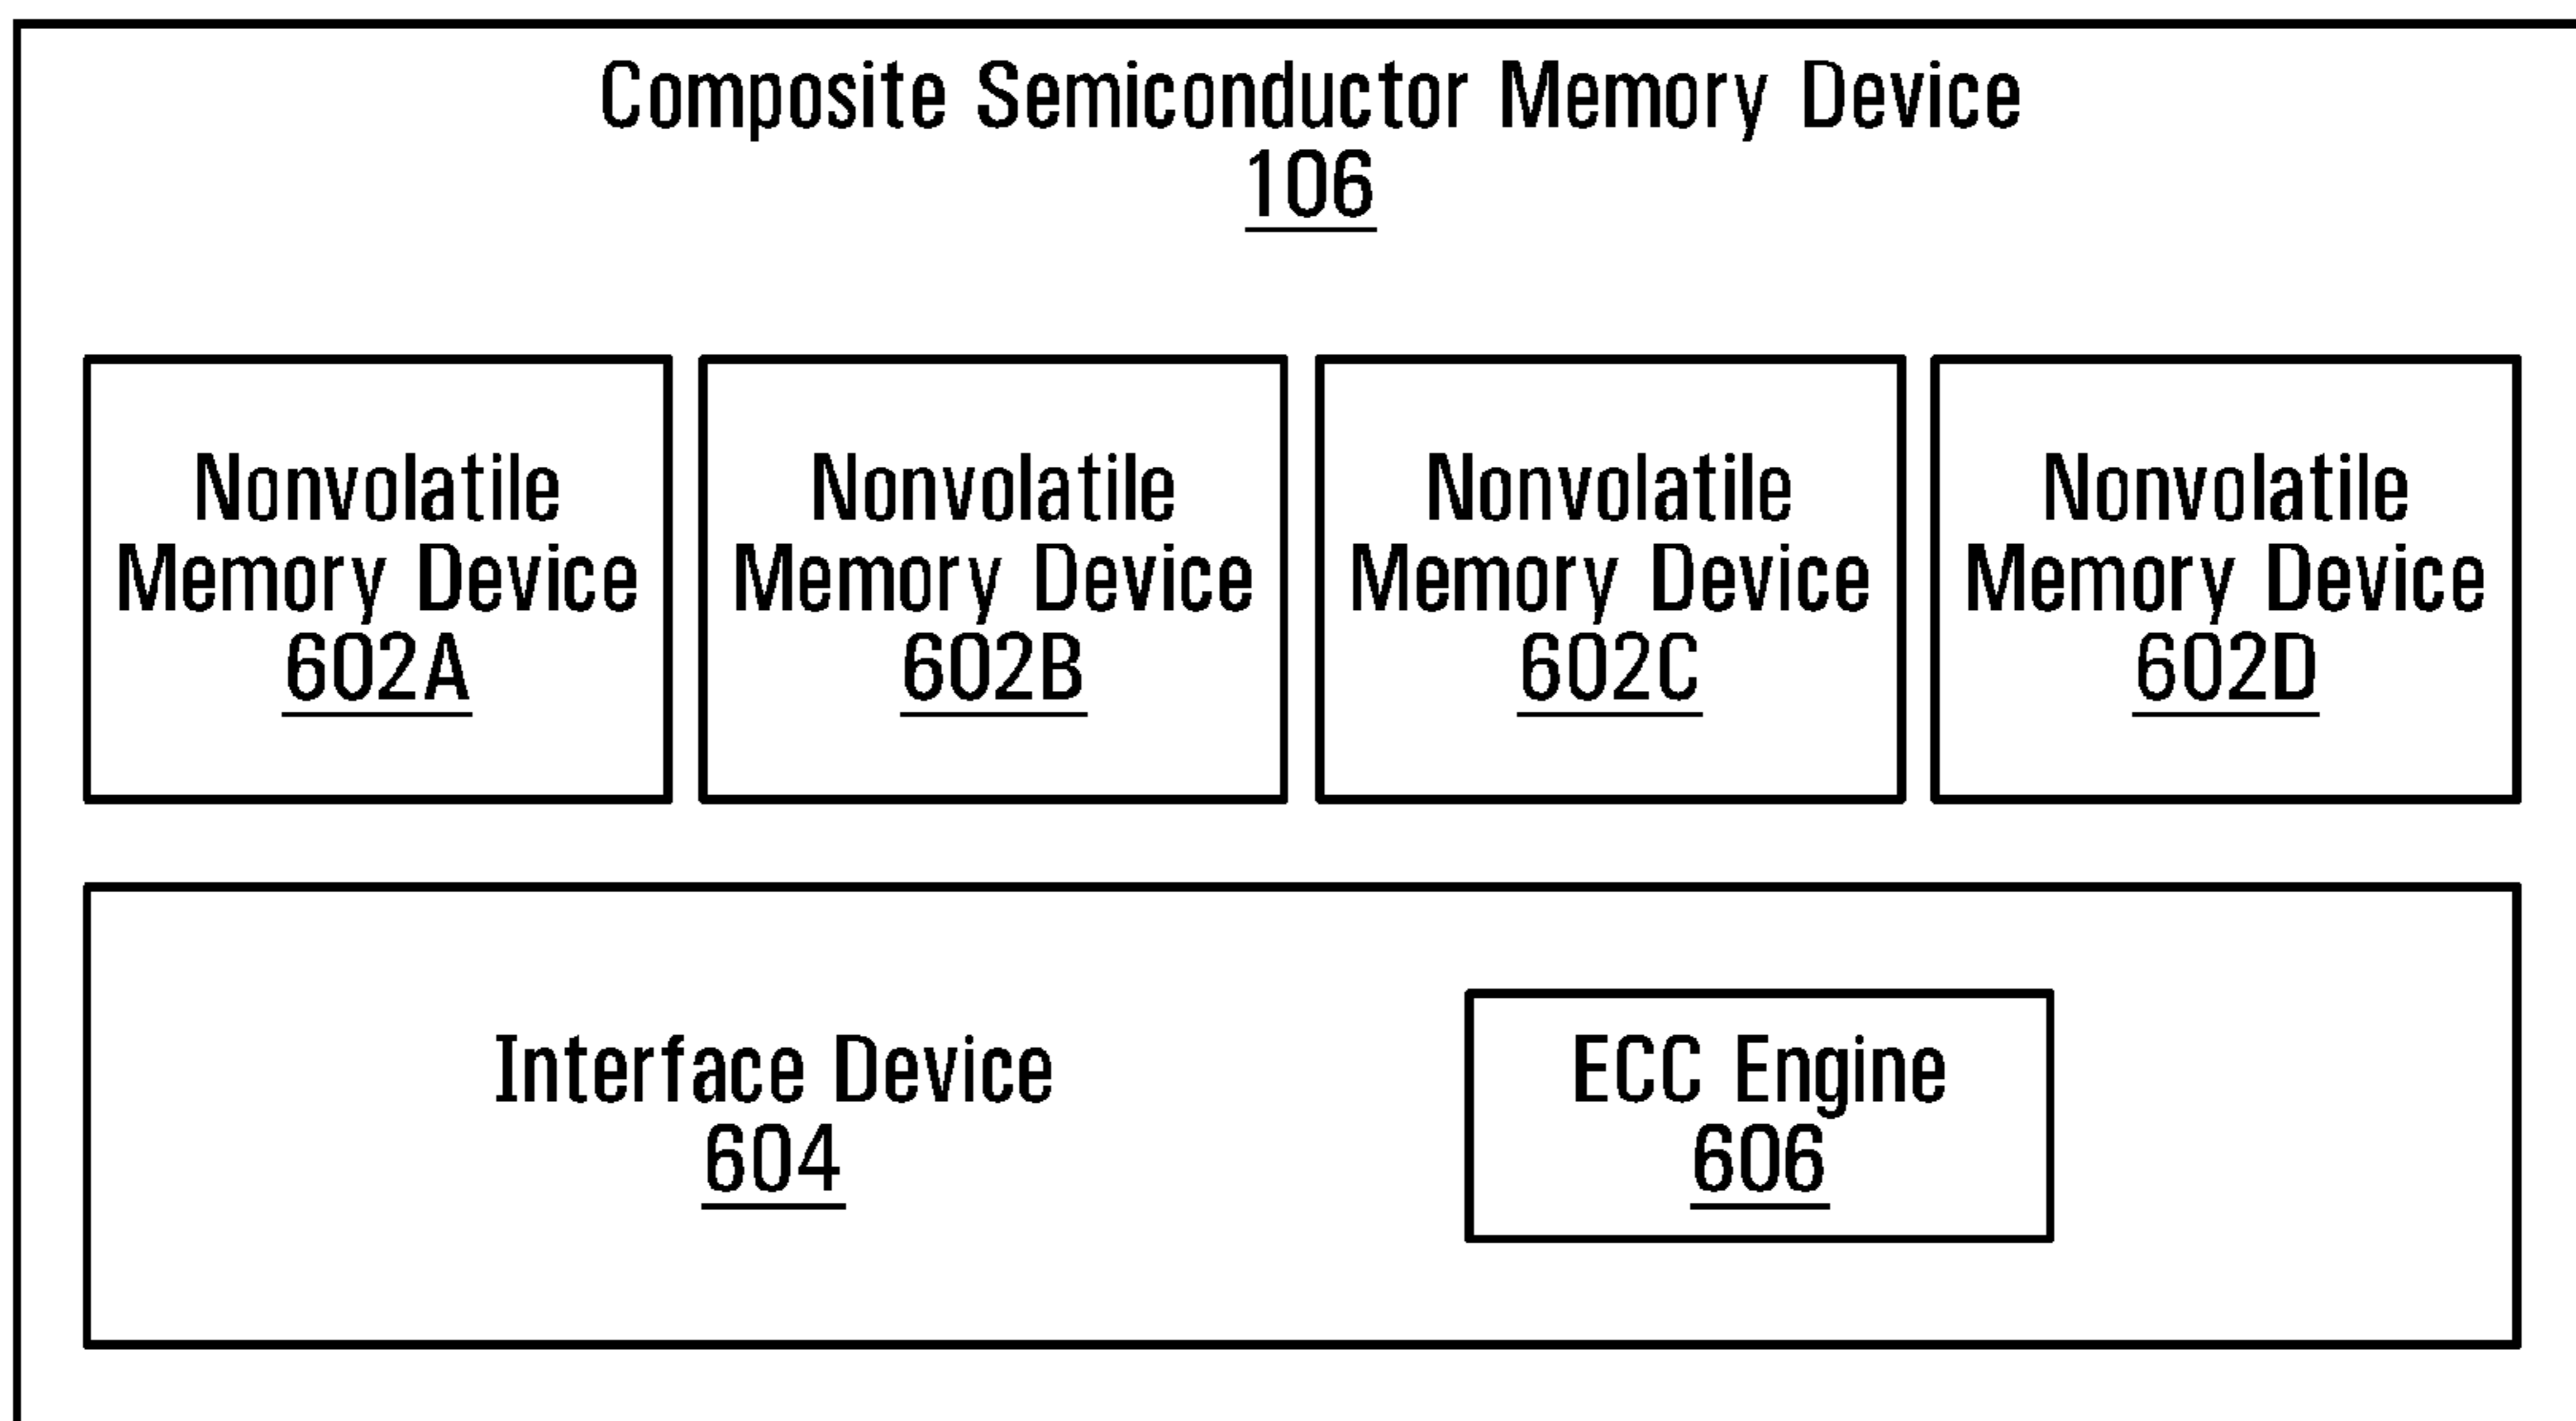 Composite Semiconductor Memory Device
106
Nonvolatile
Memory Device
602A
Nonvolatile
Memory Device
602B
Nonvolatile
Memory Device
602C
Nonvolatile
Memory Device
602D
Interface Device
604
ECC Engine
606